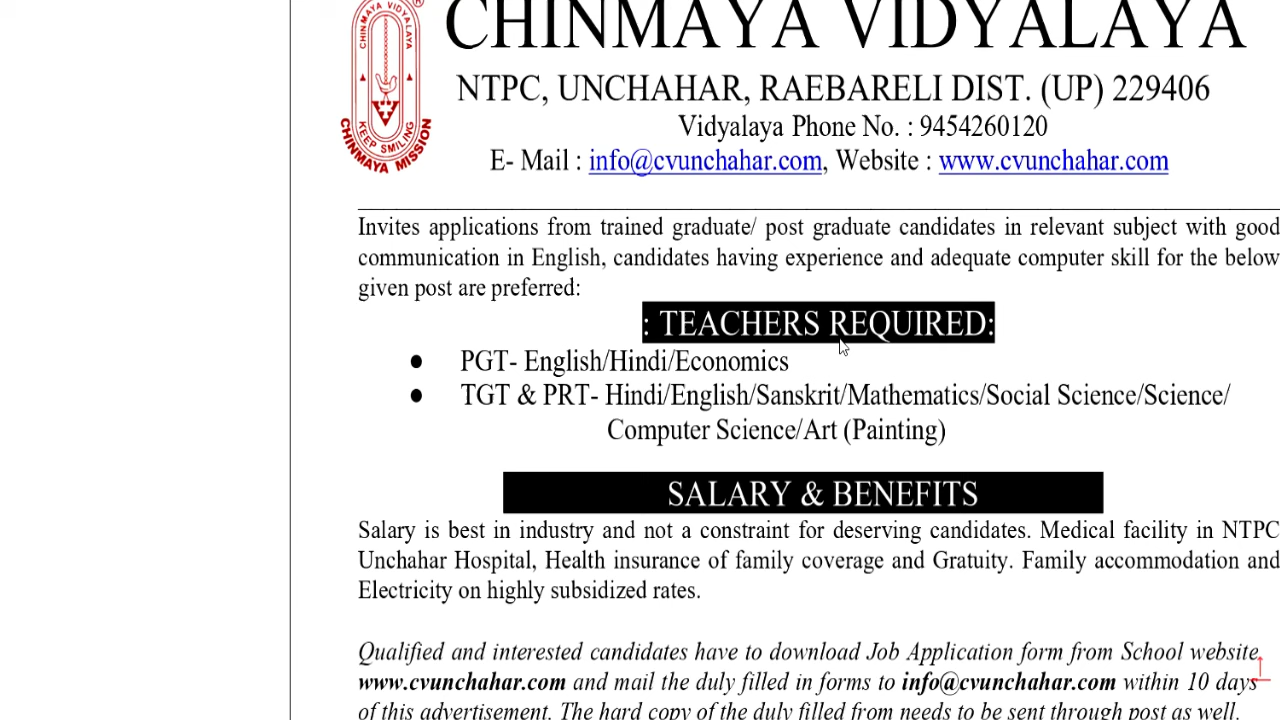 CHINMAYA VIDYALAYA
NTPC, UNCHAHAR, RAEBARELI DIST. (UP) 229406
Vidyalaya Phone No. : 9454260120
E- Mail : info@cvunchahar.com, Website : www.cvunchahar.com
CHINMAYA VIDYALAYA
KEEP SMILING
CHINMAYA MISSION
Invites applications from trained graduate/ post graduate candidates in relevant subject with good
communication in English, candidates having experience and adequate computer skill for the below
given post are preferred:
: TEACHERS REQUIRED:
● PGT- English/Hindi/Economics
● TGT & PRT- Hindi/English/Sanskrit/Mathematics/Social Science/Science/
Computer Science/Art (Painting)
SALARY & BENEFITS
Salary is best in industry and not a constraint for deserving candidates. Medical facility in NTPC
Unchahar Hospital, Health insurance of family coverage and Gratuity. Family accommodation and
Electricity on highly subsidized rates.
Qualified and interested candidates have to download Job Application form from School website
www.cvunchahar.com and mail the duly filled in forms to info@cvunchahar.com within 10 days
of this advertisement. The hard copy of the duly filled from needs to be sent through post as well.